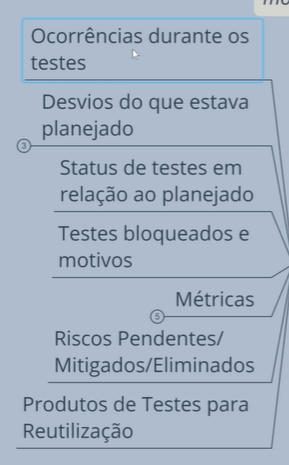 Ocorrências durante os
testes
Desvios do que estava
planejado
3
Status de testes em
relação ao planejado
Testes bloqueados e
motivos
Métricas
5
Riscos Pendentes/
Mitigados/Eliminados
Produtos de Testes para
Reutilização